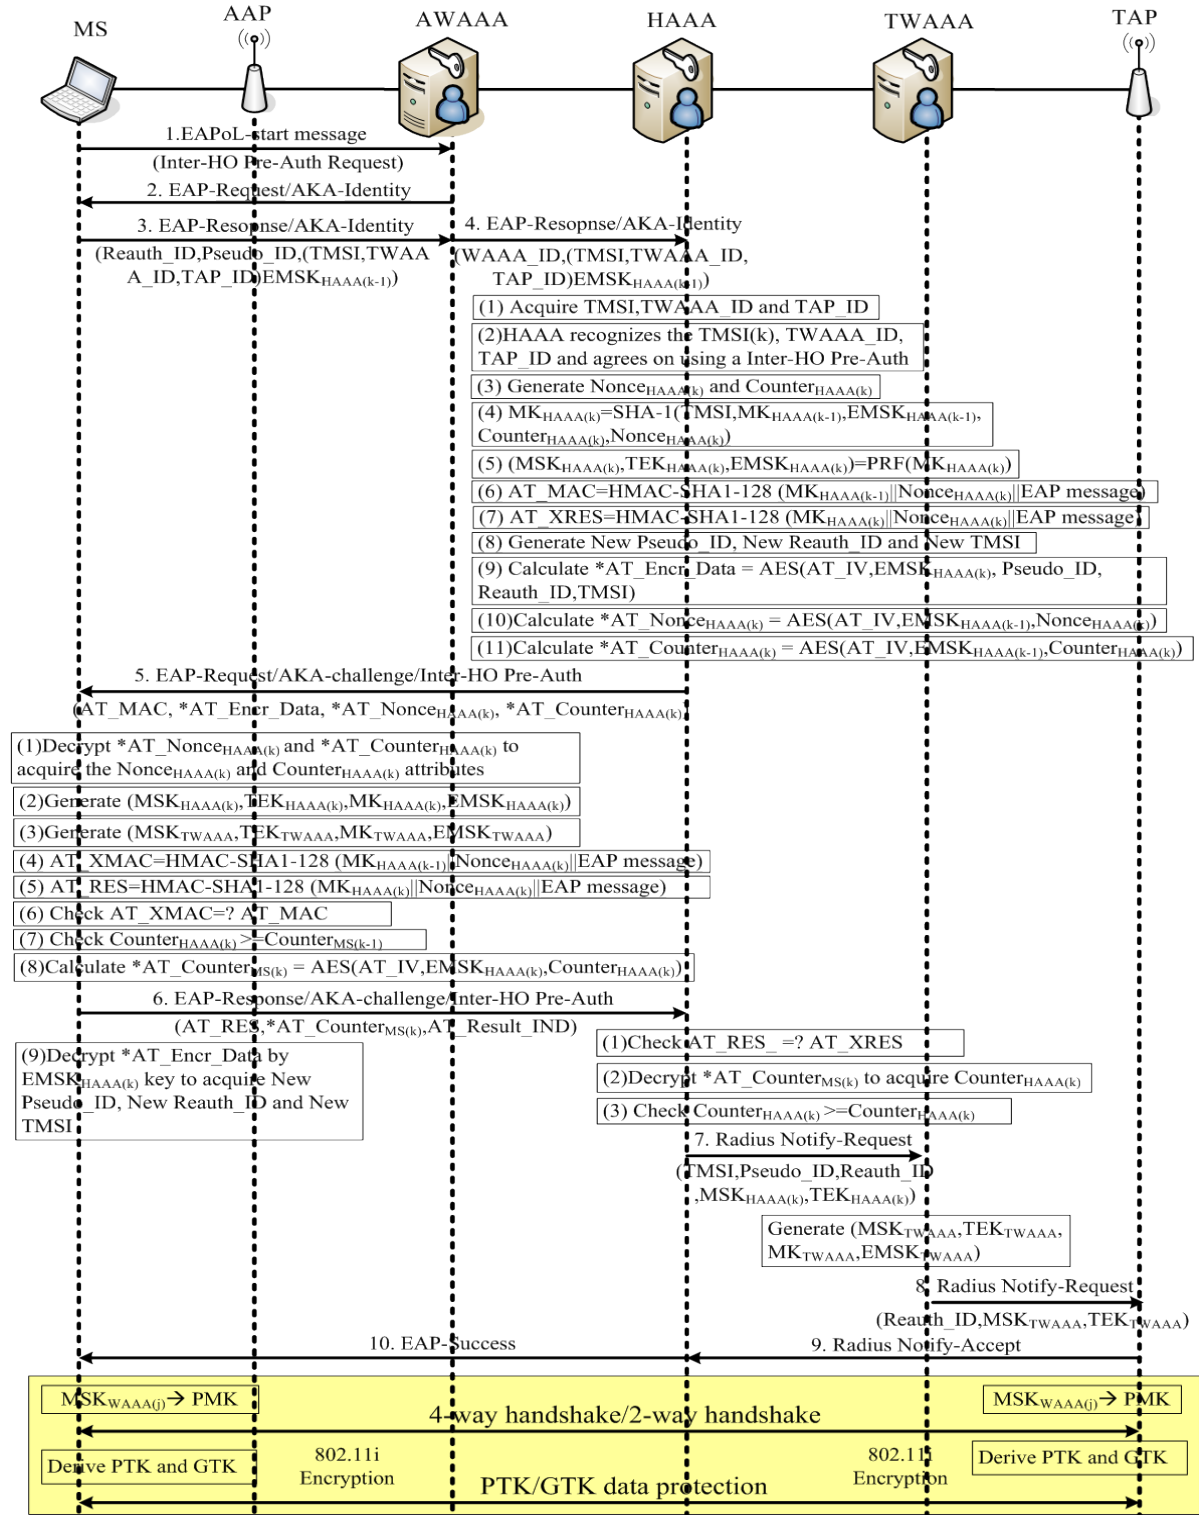 MS
AAP
AWAAA
HAAA
TWAAA
TAP
1.EAPoL-start message
(Inter-HO Pre-Auth Request)
2. EAP-Request/AKA-Identity
3. EAP-Resopnse/AKA-Identity
(Reauth_ID,Pseudo_ID,(TMSI,TWAA
A_ID,TAP_ID)EMSKHAAA(k-1))
4. EAP-Resopnse/AKA-Identity
(WAAA_ID,(TMSI,TWAAA_ID,
TAP_ID)EMSKHAAA(k-1))
(1) Acquire TMSI,TWAAA_ID and TAP_ID
(2)HAAA recognizes the TMSI(k), TWAAA_ID,
TAP_ID and agrees on using a Inter-HO Pre-Auth
(3) Generate NonceHAAA(k) and CounterHAAA(k)
(4) MKHAAA(k)=SHA-1(TMSI,MKHAAA(k-1),EMSKHAAA(k-1),
CounterHAAA(k),NonceHAAA(k))
(5) (MSKHAAA(k),TEKHAAA(k),EMSKHAAA(k))=PRF(MKHAAA(k))
(6) AT_MAC=HMAC-SHA1-128 (MKHAAA(k-1)||NonceHAAA(k)||EAP message)
(7) AT_XRES=HMAC-SHA1-128 (MKHAAA(k)||NonceHAAA(k)||EAP message)
(8) Generate New Pseudo_ID, New Reauth_ID and New TMSI
(9) Calculate *AT_Encr_Data = AES(AT_IV,EMSKHAAA(k), Pseudo_ID,
Reauth_ID,TMSI)
(10)Calculate *AT_NonceHAAA(k) = AES(AT_IV,EMSKHAAA(k-1),NonceHAAA(k))
(11)Calculate *AT_CounterHAAA(k) = AES(AT_IV,EMSKHAAA(k-1),CounterHAAA(k))
5. EAP-Request/AKA-challenge/Inter-HO Pre-Auth
(AT_MAC, *AT_Encr_Data, *AT_NonceHAAA(k), *AT_CounterHAAA(k)
(1)Decrypt *AT_NonceHAAA(k) and *AT_CounterHAAA(k) to
acquire the NonceHAAA(k) and CounterHAAA(k) attributes
(2)Generate (MSKHAAA(k),TEKHAAA(k),MKHAAA(k),EMSKHAAA(k))
(3)Generate (MSKTWAAA,TEKTWAAA,MKTWAAA,EMSKTWAAA)
(4) AT_XMAC=HMAC-SHA1-128 (MKHAAA(k-1)||NonceHAAA(k)||EAP message)
(5) AT_RES=HMAC-SHA1-128 (MKHAAA(k)||NonceHAAA(k)||EAP message)
(6) Check AT_XMAC=? AT_MAC
(7) Check CounterHAAA(k) >=CounterMS(k-1)
(8)Calculate *AT_CounterMS(k) = AES(AT_IV,EMSKHAAA(k),CounterHAAA(k))
6. EAP-Response/AKA-challenge/Inter-HO Pre-Auth
(AT_RES,*AT_CounterMS(k),AT_Result_IND)
(9)Decrypt *AT_Encr_Data by
EMSKHAAA(k) key to acquire New
Pseudo_ID, New Reauth_ID and New
TMSI
(1)Check AT_RES_ =? AT_XRES
(2)Decrypt *AT_CounterMS(k) to acquire CounterHAAA(k)
(3) Check CounterHAAA(k) >=CounterHAAA(k)
7. Radius Notify-Request
(TMSI,Pseudo_ID,Reauth_ID
,MSKHAAA(k),TEKHAAA(k))
Generate (MSKTWAAA,TEKTWAAA,
MKTWAAA,EMSKTWAAA)
8. Radius Notify-Request
(Reauth_ID,MSKTWAAA,TEKTWAAA)
10. EAP-Success
9. Radius Notify-Accept
MSKWAAA(j)→ PMK
MSKWAAA(j)→ PMK
4-way handshake/2-way handshake
Derive PTK and GTK
802.11i
Encryption
802.11i
Encryption
Derive PTK and GTK
PTK/GTK data protection